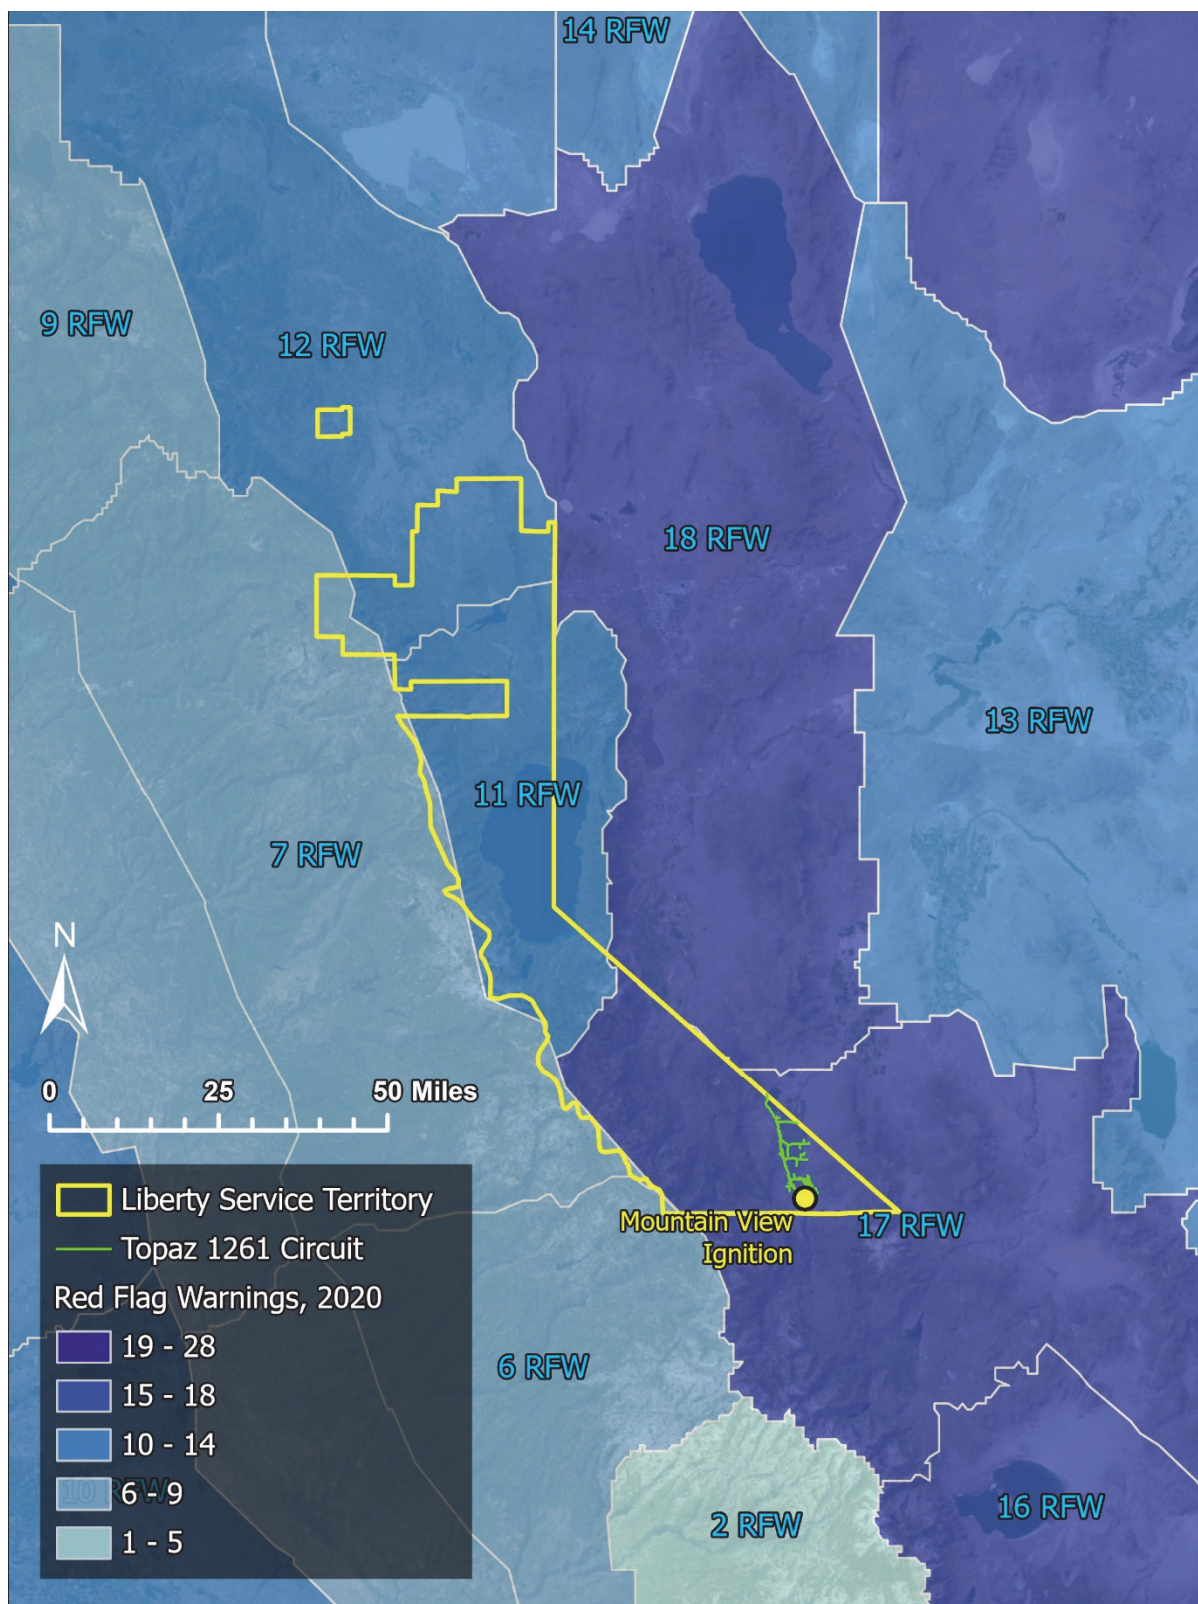 14 RFW
9 RFW
12 RFW
18 RFW
13 RFW
11 RFW
7 RFW
N
0 25 50 Miles
Mountain View
Ignition
17 RFW
6 RFW
2 RFW
16 RFW
Liberty Service Territory
Topaz 1261 Circuit
Red Flag Warnings, 2020
19 - 28
15 - 18
10 - 14
10 RFW
6 - 9
1 - 5